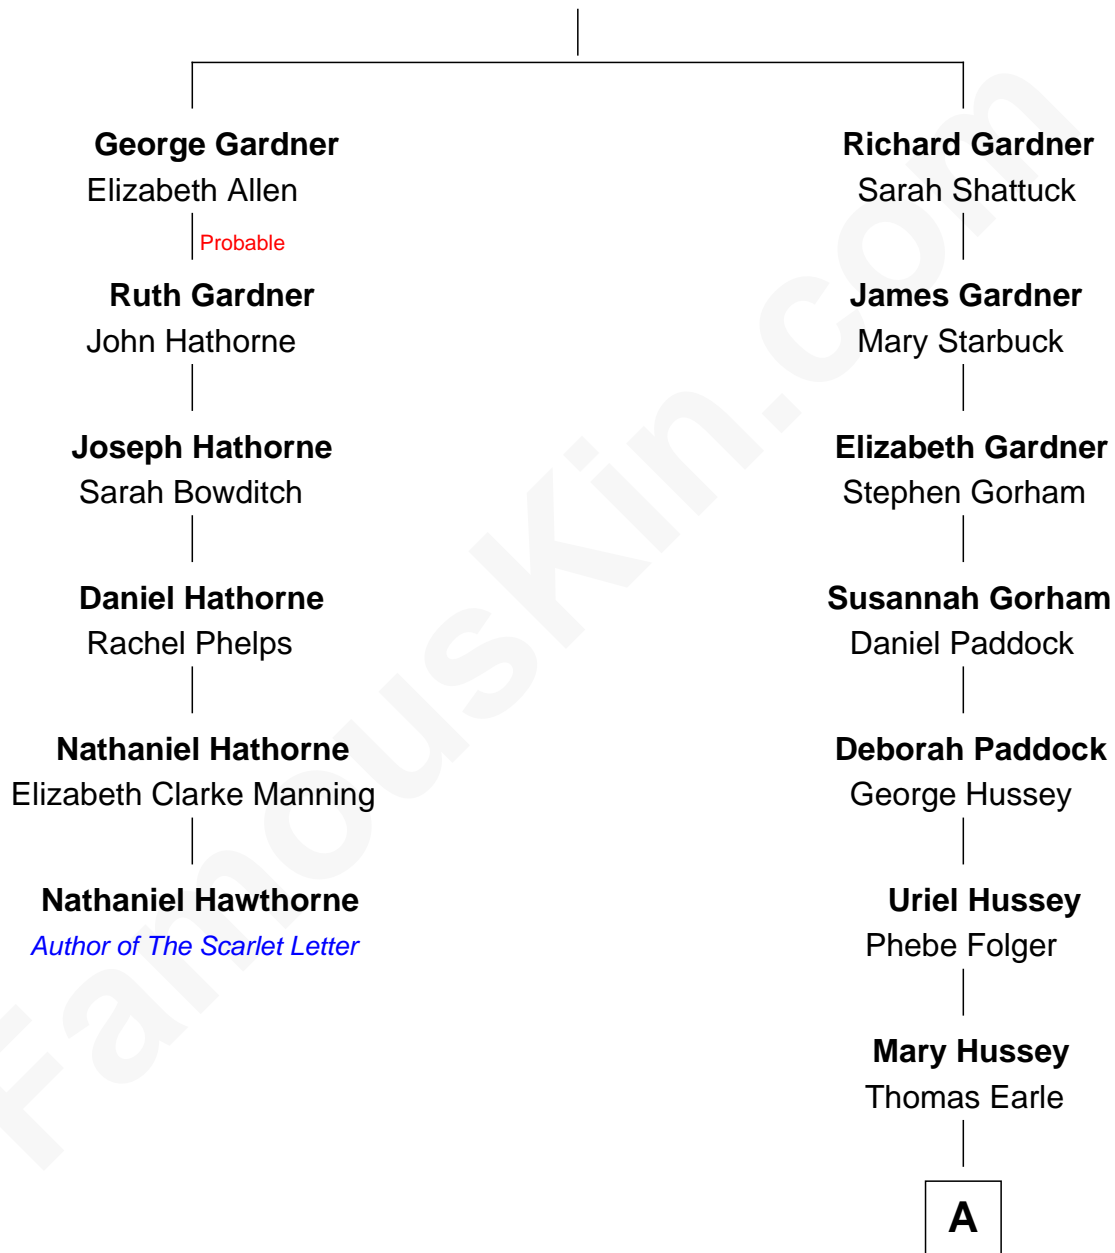 George Gardner
Elizabeth Allen
Probable
Ruth Gardner
John Hathorne
Joseph Hathorne
Sarah Bowditch
Daniel Hathorne
Rachel Phelps
Nathaniel Hathorne
Elizabeth Clarke Manning
Nathaniel Hawthorne
Author of The Scarlet Letter
Richard Gardner
Sarah Shattuck
James Gardner
Mary Starbuck
Elizabeth Gardner
Stephen Gorham
Susannah Gorham
Daniel Paddock
Deborah Paddock
George Hussey
Uriel Hussey
Phebe Folger
Mary Hussey
Thomas Earle
A
FamousKin.com